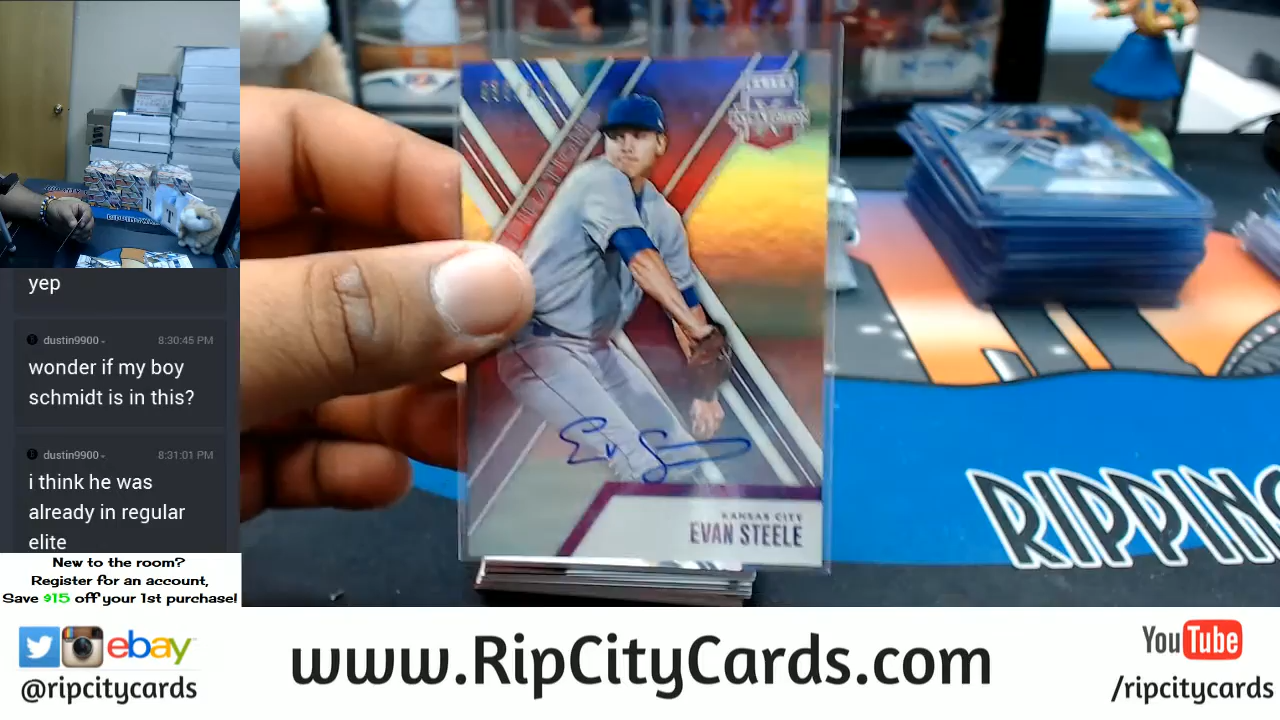 yep
dustin9900
8:30:45 PM
wonder if my boy
schmidt is in this?
dustin9900
8:31:01 PM
i think he was
already in regular
elite
New to the room?
Register for an account,
Save $15 off your 1st purchase!
KANSAS CITY
EVAN STEELE
RIPPING
ebay
@ripcitycards
www.RipCityCards.com
YouTube
/ripcitycards